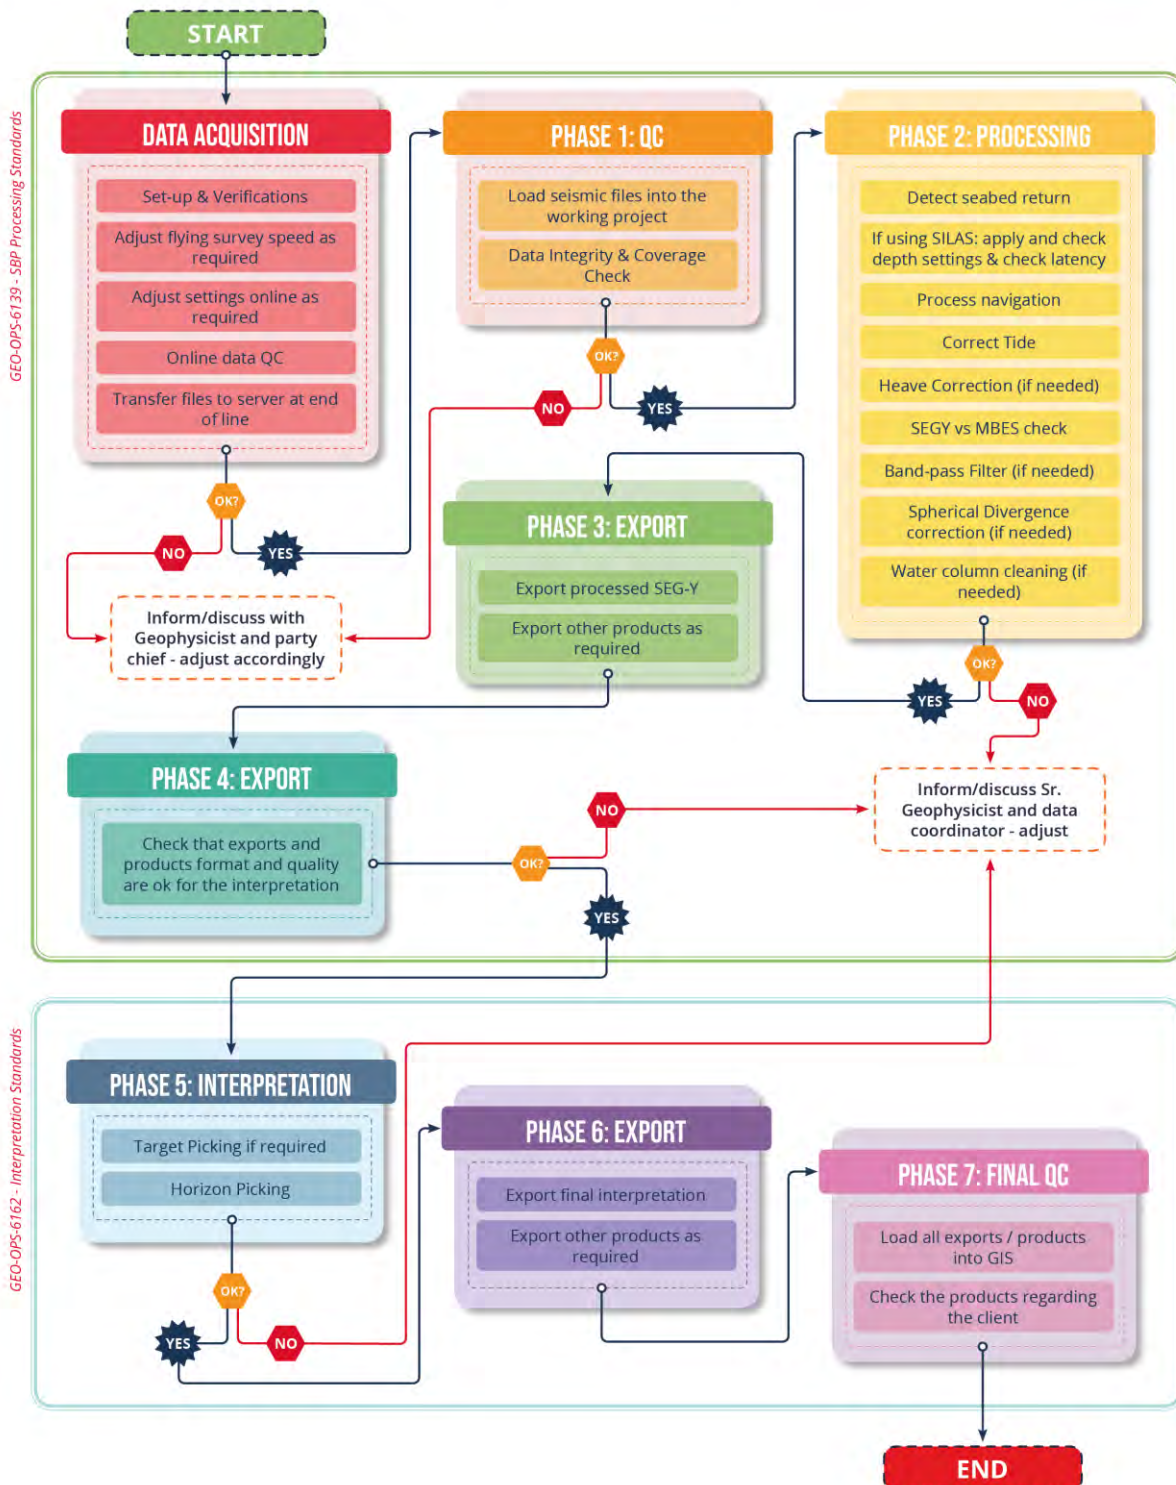 START
GEO-OPS-6139 - SBP Processing Standards
DATA ACQUISITION
Set-up & Verifications
Adjust flying survey speed as
required
Adjust settings online as
required
Online data QC
Transfer files to server at end
of line
OK?
NO
YES
Inform/discuss with
Geophysicist and party
chief - adjust accordingly
PHASE 1: QC
Load seismic files into the
working project
Data Integrity & Coverage
Check
OK?
NO
YES
PHASE 2: PROCESSING
Detect seabed return
If using SILAS: apply and check
depth settings & check latency
Process navigation
Correct Tide
Heave Correction (if needed)
SEGY vs MBES check
Band-pass Filter (if needed)
Spherical Divergence
correction (if needed)
Water column cleaning (if
needed)
OK?
YES
NO
Inform/discuss Sr.
Geophysicist and data
coordinator - adjust
PHASE 3: EXPORT
Export processed SEG-Y
Export other products as
required
PHASE 4: EXPORT
Check that exports and
products format and quality
are ok for the interpretation
OK?
NO
YES
GEO-OPS-6162 - Interpretation Standards
PHASE 5: INTERPRETATION
Target Picking if required
Horizon Picking
OK?
YES
NO
PHASE 6: EXPORT
Export final interpretation
Export other products as
required
PHASE 7: FINAL QC
Load all exports / products
into GIS
Check the products regarding
the client
END